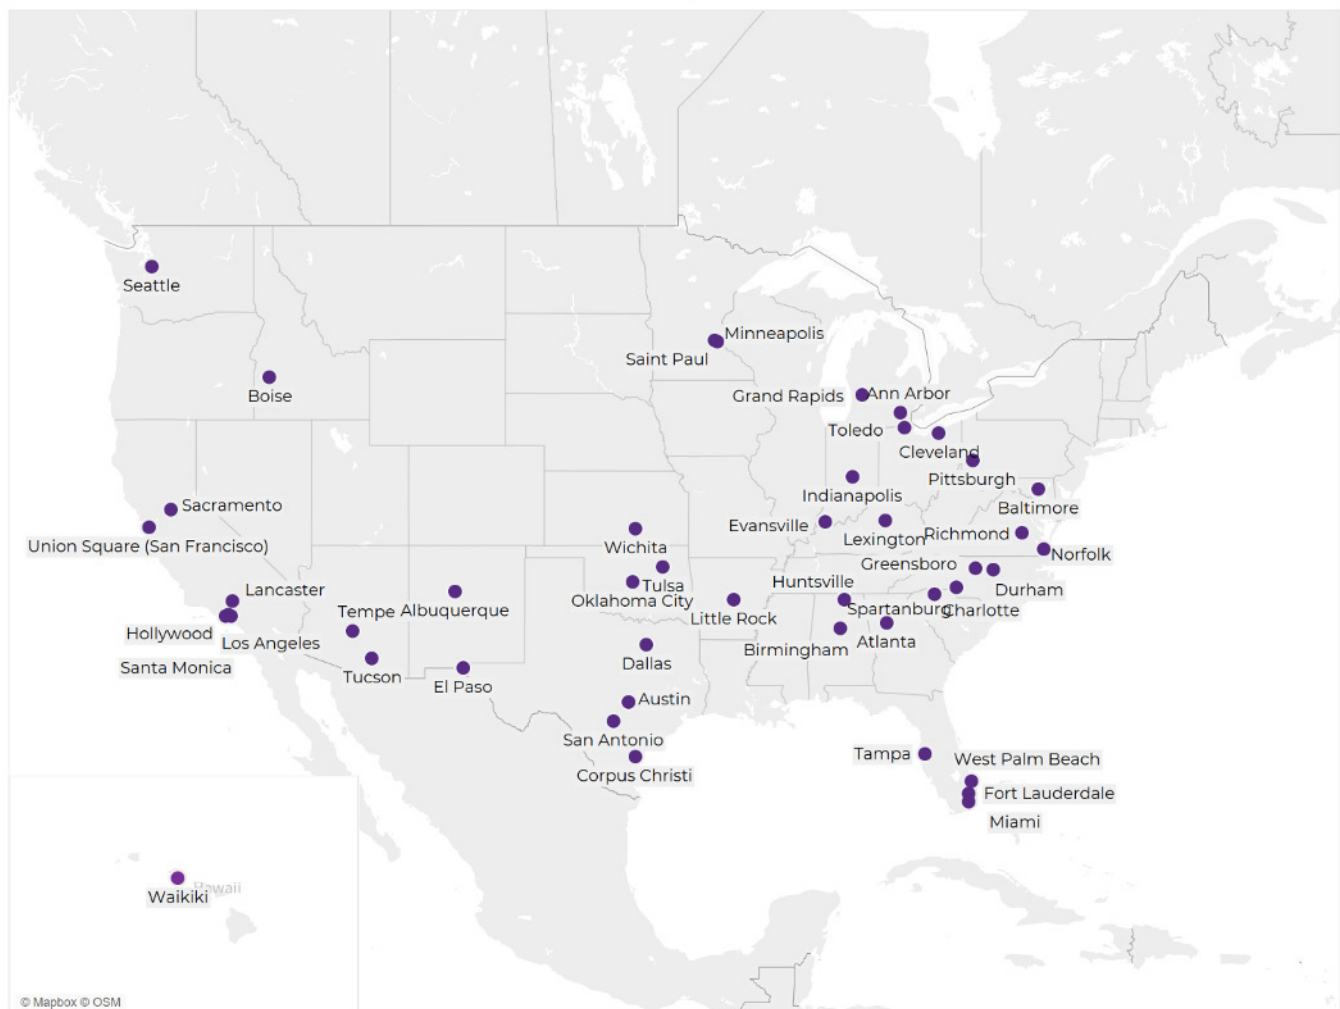 Seattle
Minneapolis
Saint Paul
Boise
Grand Rapids
Ann Arbor
Toledo
Cleveland
Pittsburgh
Indianapolis
Sacramento
Baltimore
Evansville
Lexington
Richmond
Union Square (San Francisco)
Wichita
Norfolk
Greensboro
Huntsville
Tulsa
Lancaster
Durham
Oklahoma City
Tempe
Albuquerque
Spartanburg
Charlotte
Little Rock
Hollywood
Los Angeles
Birmingham
Atlanta
Santa Monica
Dallas
Tucson
El Paso
Austin
San Antonio
Tampa
West Palm Beach
Corpus Christi
Fort Lauderdale
Miami
Hawaii
Waikiki
© Mapbox © OSM